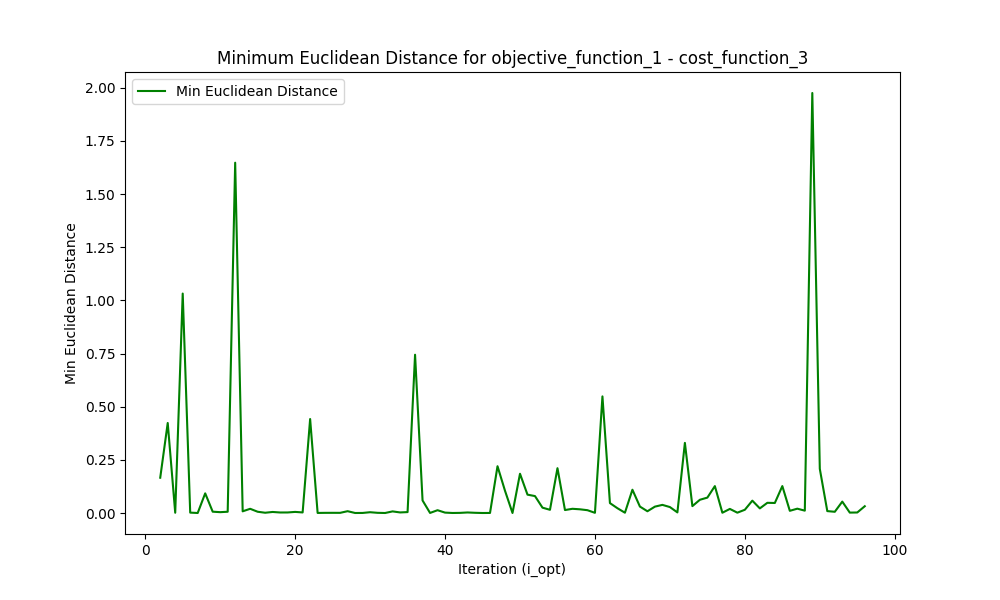 Minimum Euclidean Distance for objective_function_1 - cost_function_3
Min Euclidean Distance
2.00
1.75
1.50
1.25
1.00
0.75
0.50
0.25
0.00
Min Euclidean Distance
0 20 40 60 80 100
Iteration (i_opt)